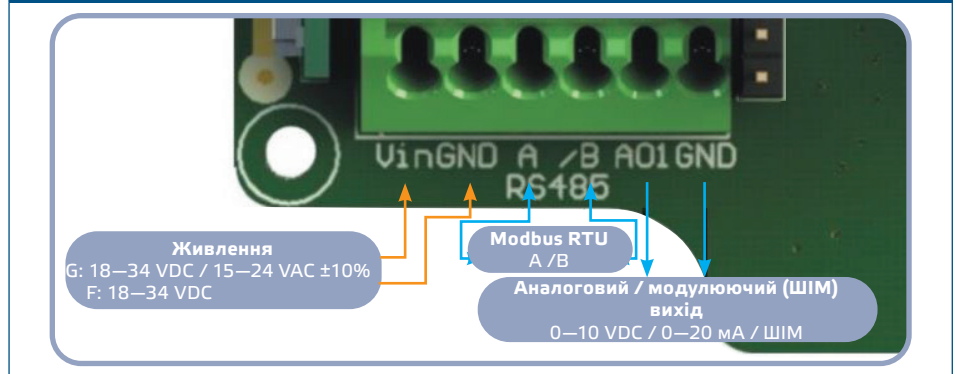 VinGND A /B AO1 GND
RS485
Живлення
G: 18—34 VDC / 15—24 VAC ±10%
F: 18—34 VDC
Modbus RTU
A /B
Аналоговий / модулюючий (ШІМ)
вихід
0—10 VDC / 0—20 мА / ШІМ